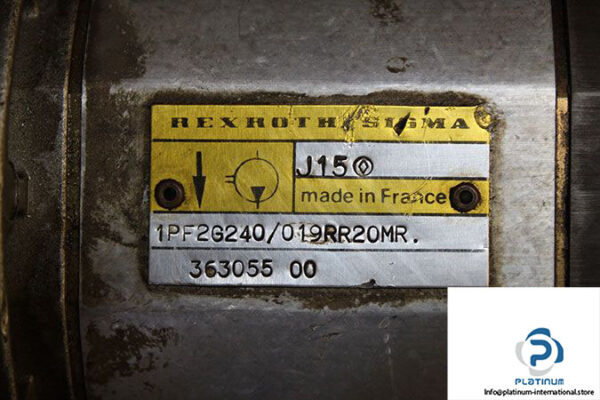 REXROTH SIGMA
J15
made in France
1PF2G240/019RR20MR.
363055 00
PLATINUM
Info@platinum-international.store